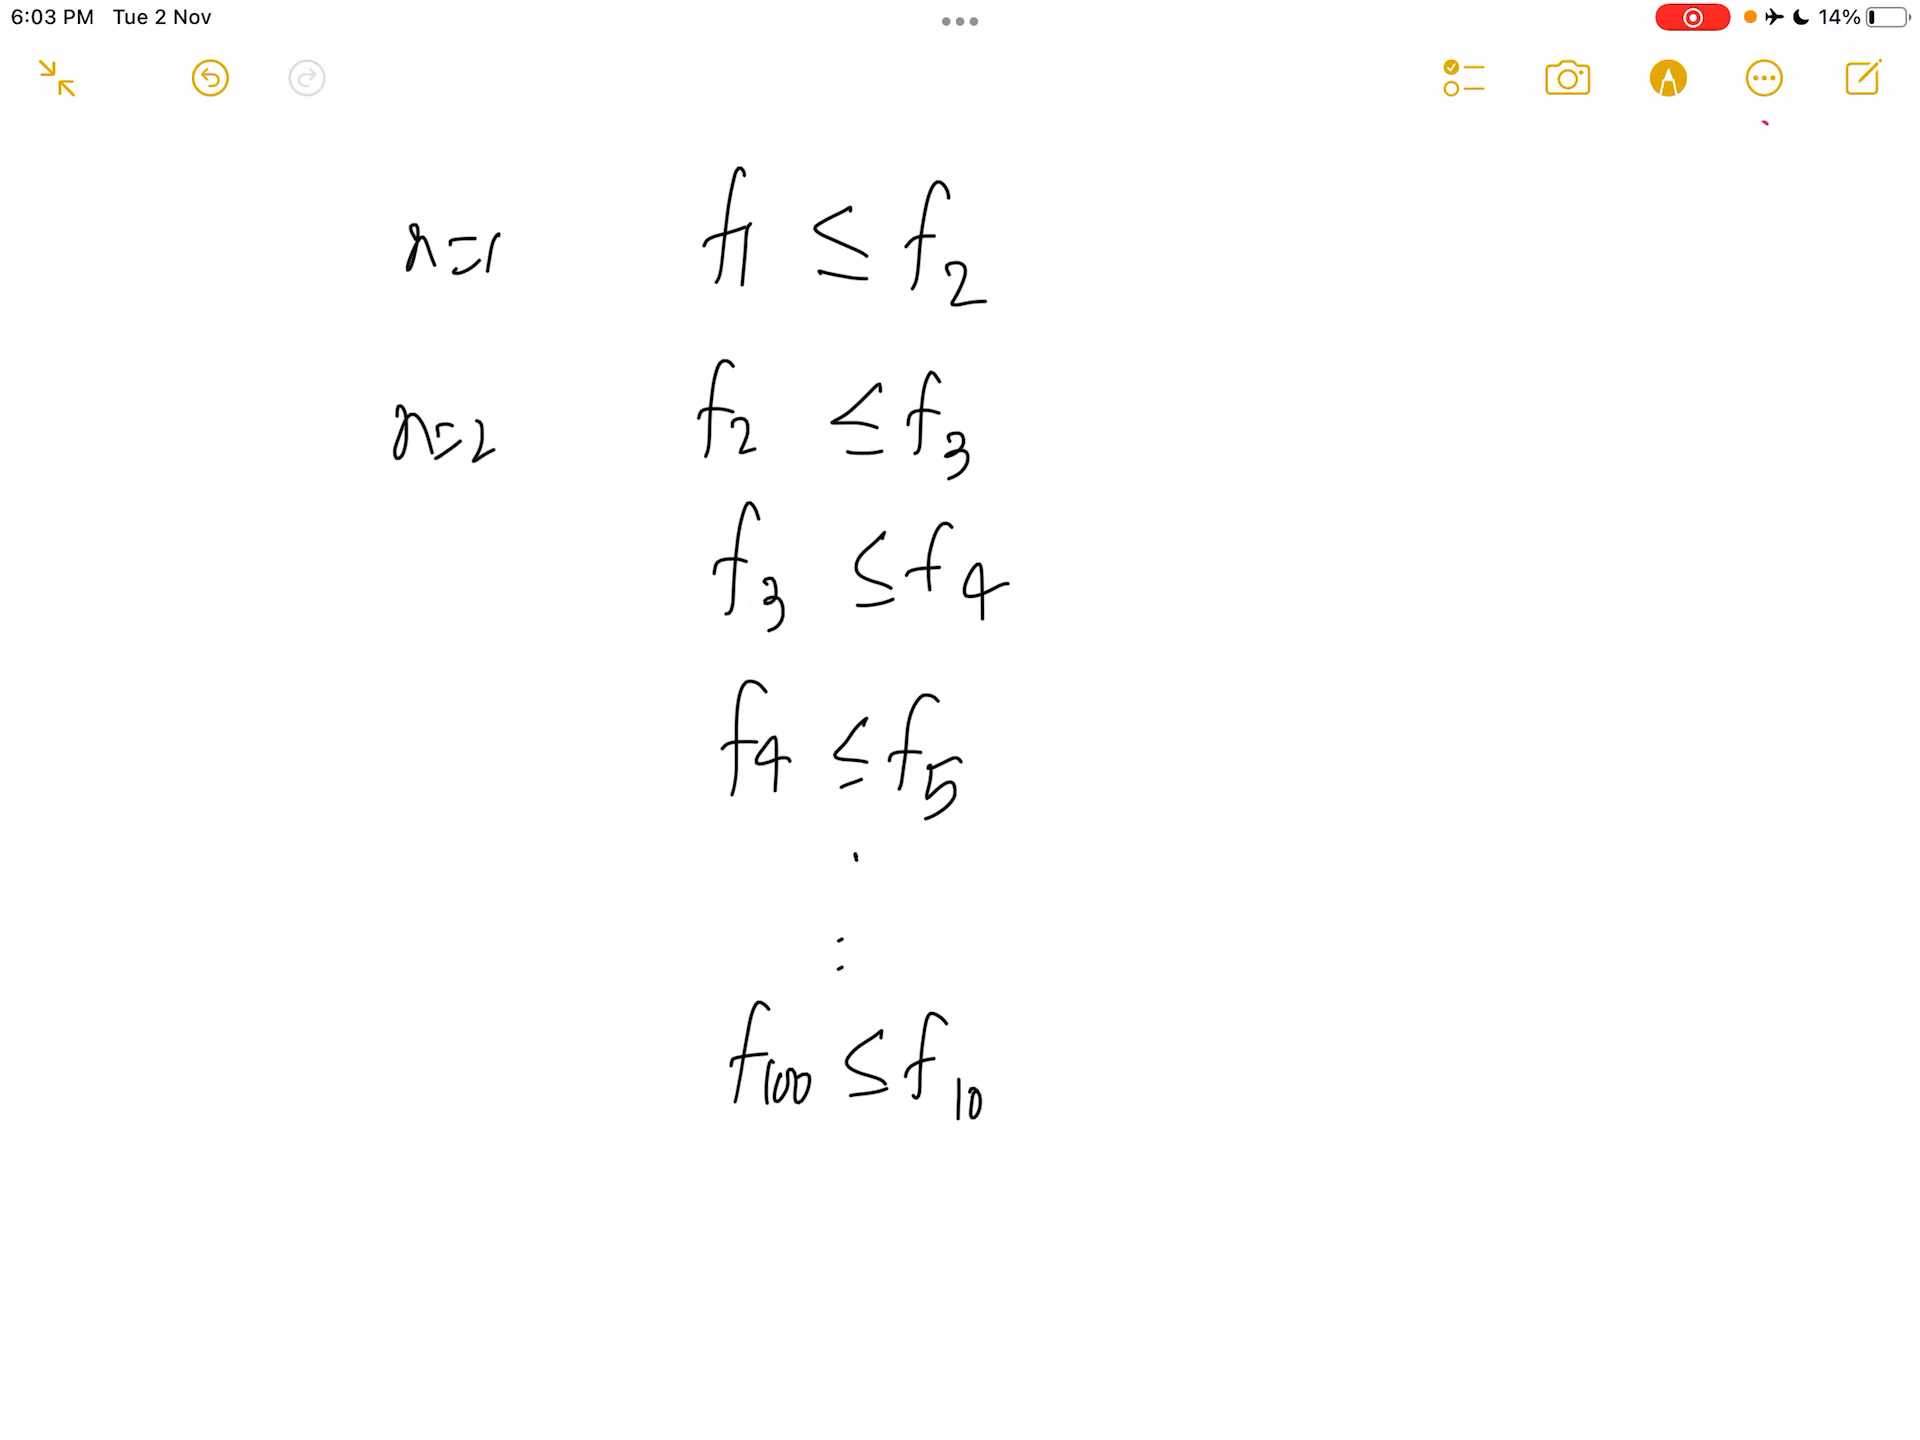 6:03 PM Tue 2 Nov 14%
n=1 f1 ≤ f2
n=2 f2 ≤ f3
f3 ≤ f4
f4 ≤ f5
.
:
f100 ≤ f10